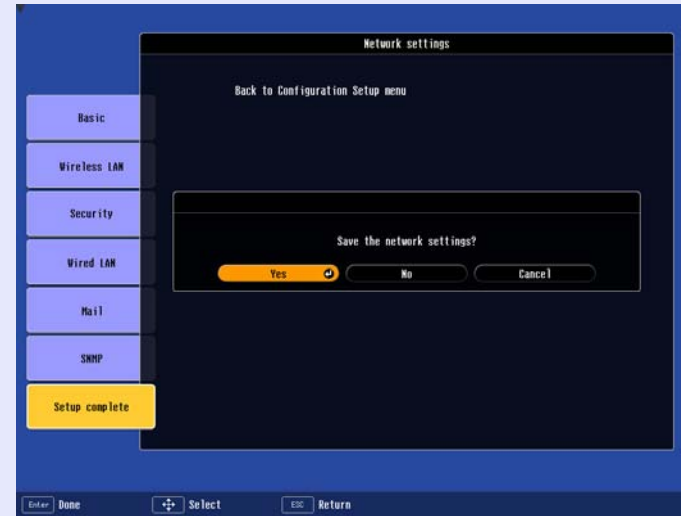 Network settings
Back to Configuration Setup menu
Basic
Wireless LAN
Security
Wired LAN
Mail
SNMP
Setup complete
Save the network settings?
Yes No Cancel
Enter Done Select ESC Return